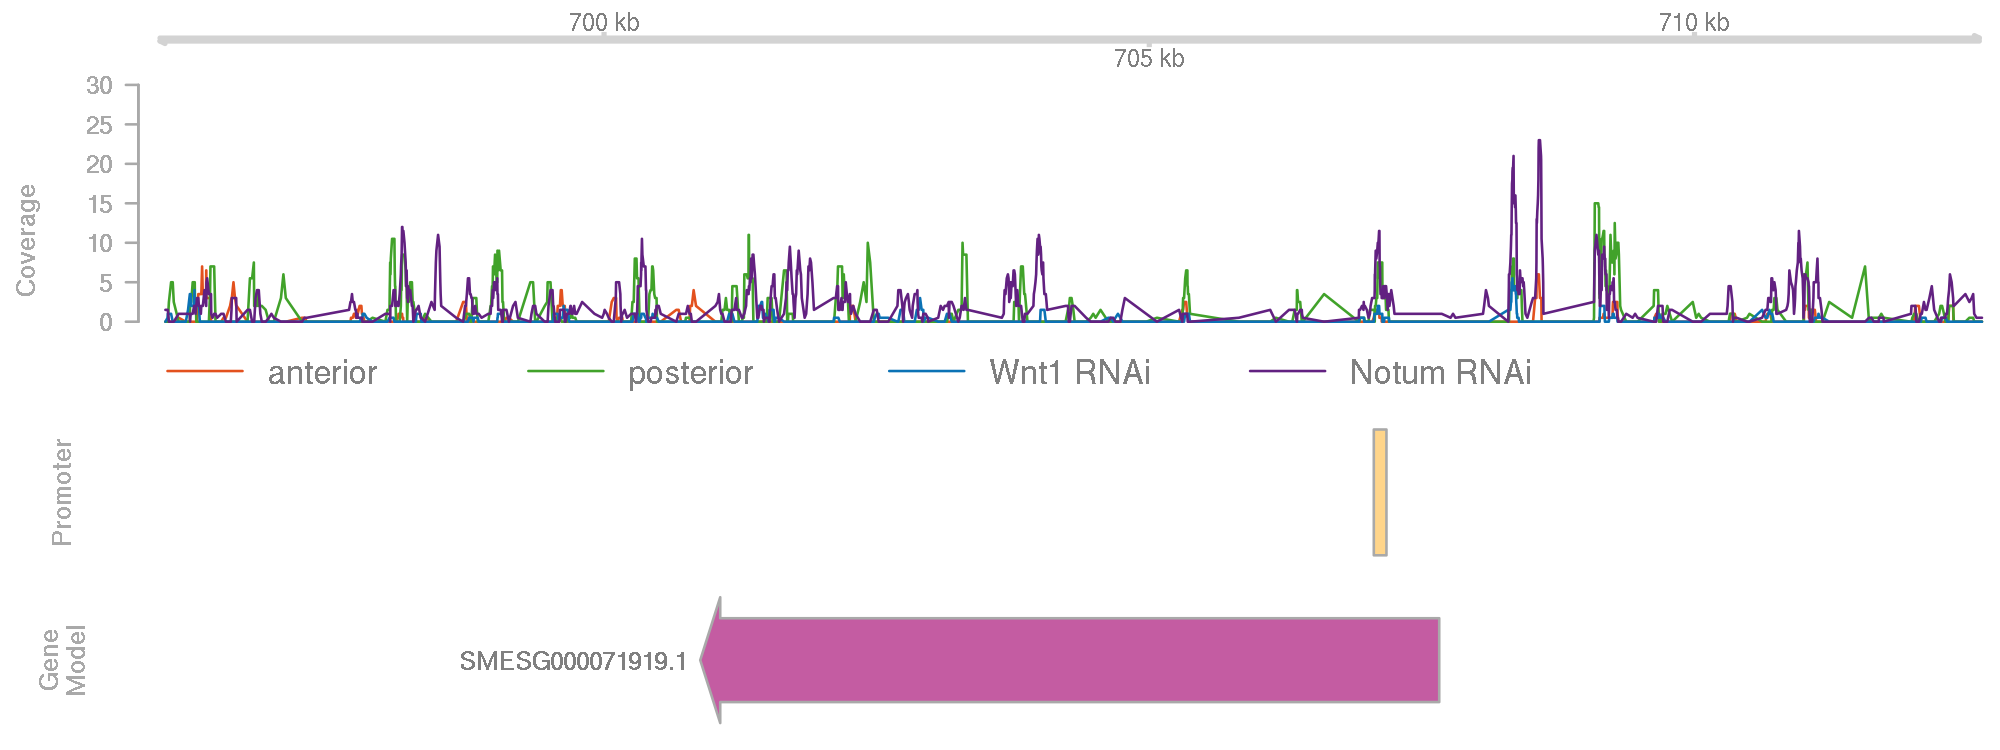 700 kb
710 kb
705 kb
30
25
20
15
10
5
0
Coverage
anterior
posterior
Wnt1 RNAi
Notum RNAi
Promoter
Gene
Model
SMESG000071919.1